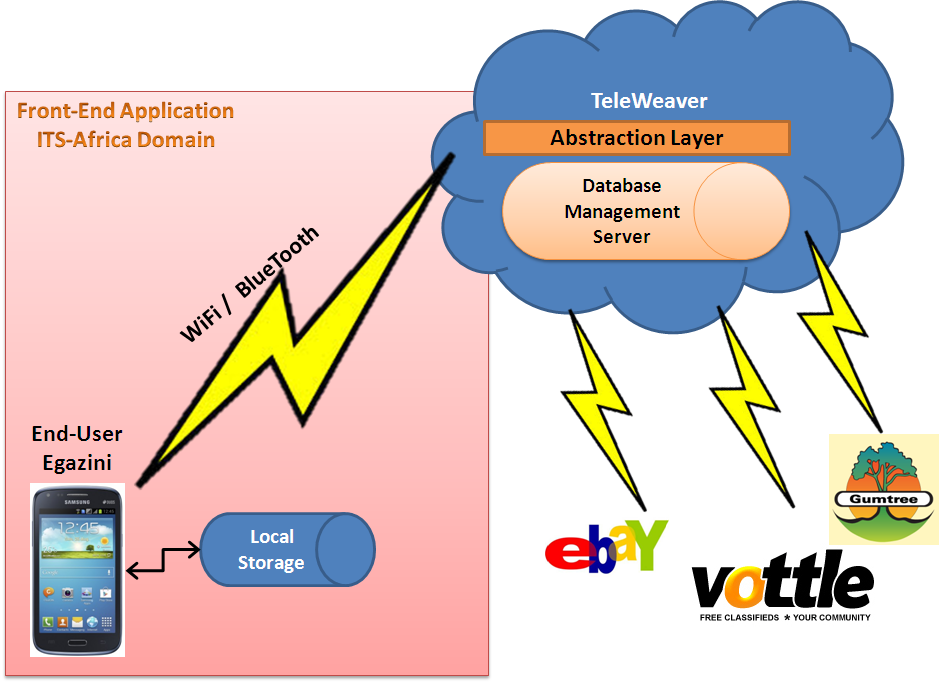 Front-End Application
ITS-Africa Domain
TeleWeaver
Abstraction Layer
Database
Management
Server
WiFi / BlueTooth
End-User
Egazini
SAMSUNG
12:45
Local
Storage
ebay
Gumtree
vottle
FREE CLASSIFIEDS * YOUR COMMUNITY